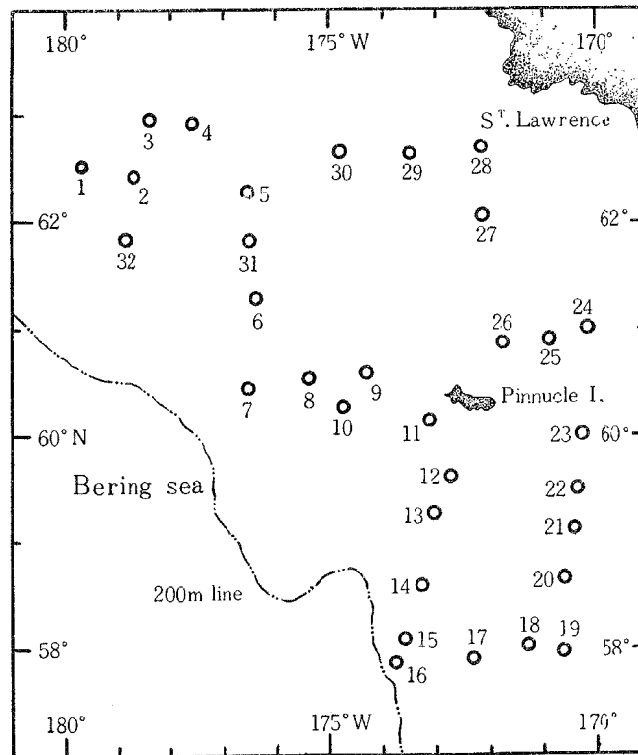 180° 175°W 170°
St. Lawrence
3 4
30 29 28
1 2 5
62° 27 62°
32 31
6 24
26 25
7 8 9
10 Pinnucle I.
11
60°N 23 60°
12 22
Bering sea
13 21
14 20
200m line
15 17 18 19
58° 58°
16
180° 175°W 170°